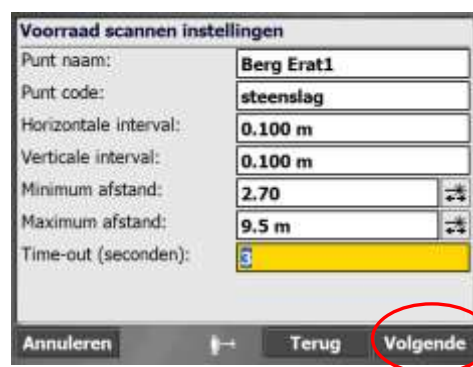 Voorraad scannen instellingen
Punt naam: Berg Erat1
Punt code: steenslag
Horizontale interval: 0.100 m
Verticale interval: 0.100 m
Minimum afstand: 2.70
Maximum afstand: 9.5 m
Time-out (seconden): 3
Annuleren Terug Volgende